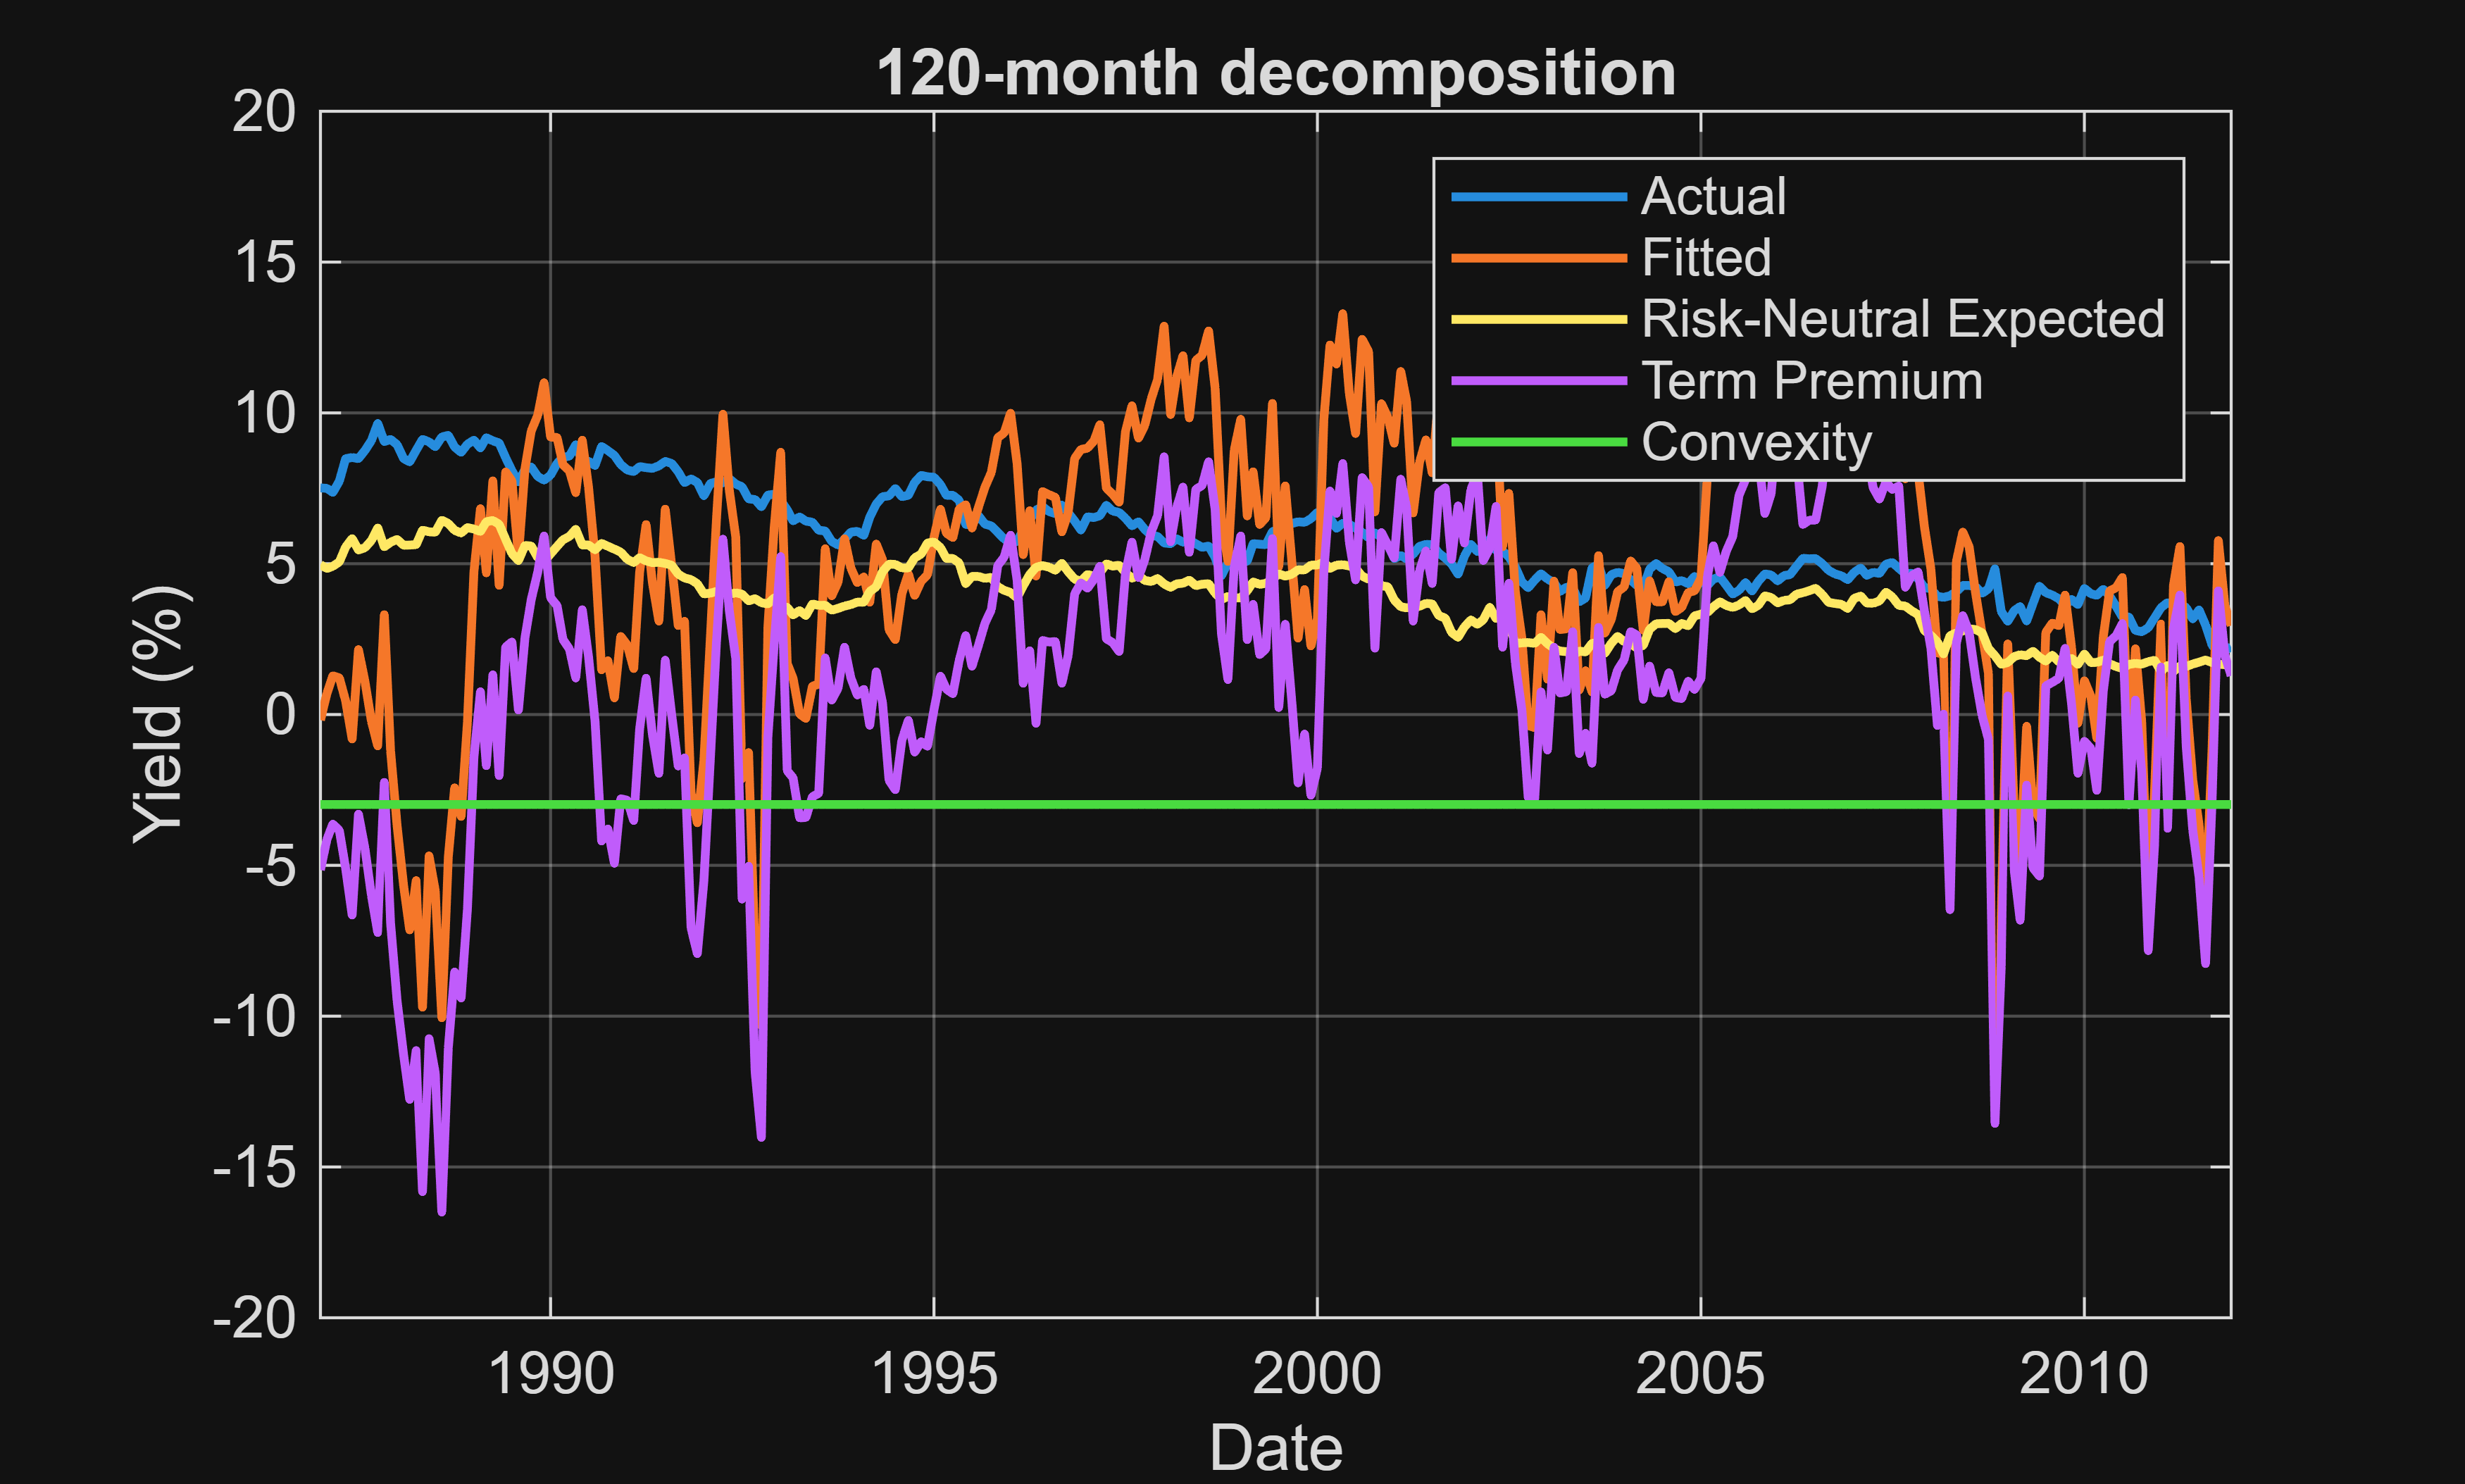 120-month decomposition
20
15
10
5
0
-5
-10
-15
-20
Yield (%)
Actual
Fitted
Risk-Neutral Expected
Term Premium
Convexity
1990 1995 2000 2005 2010
Date